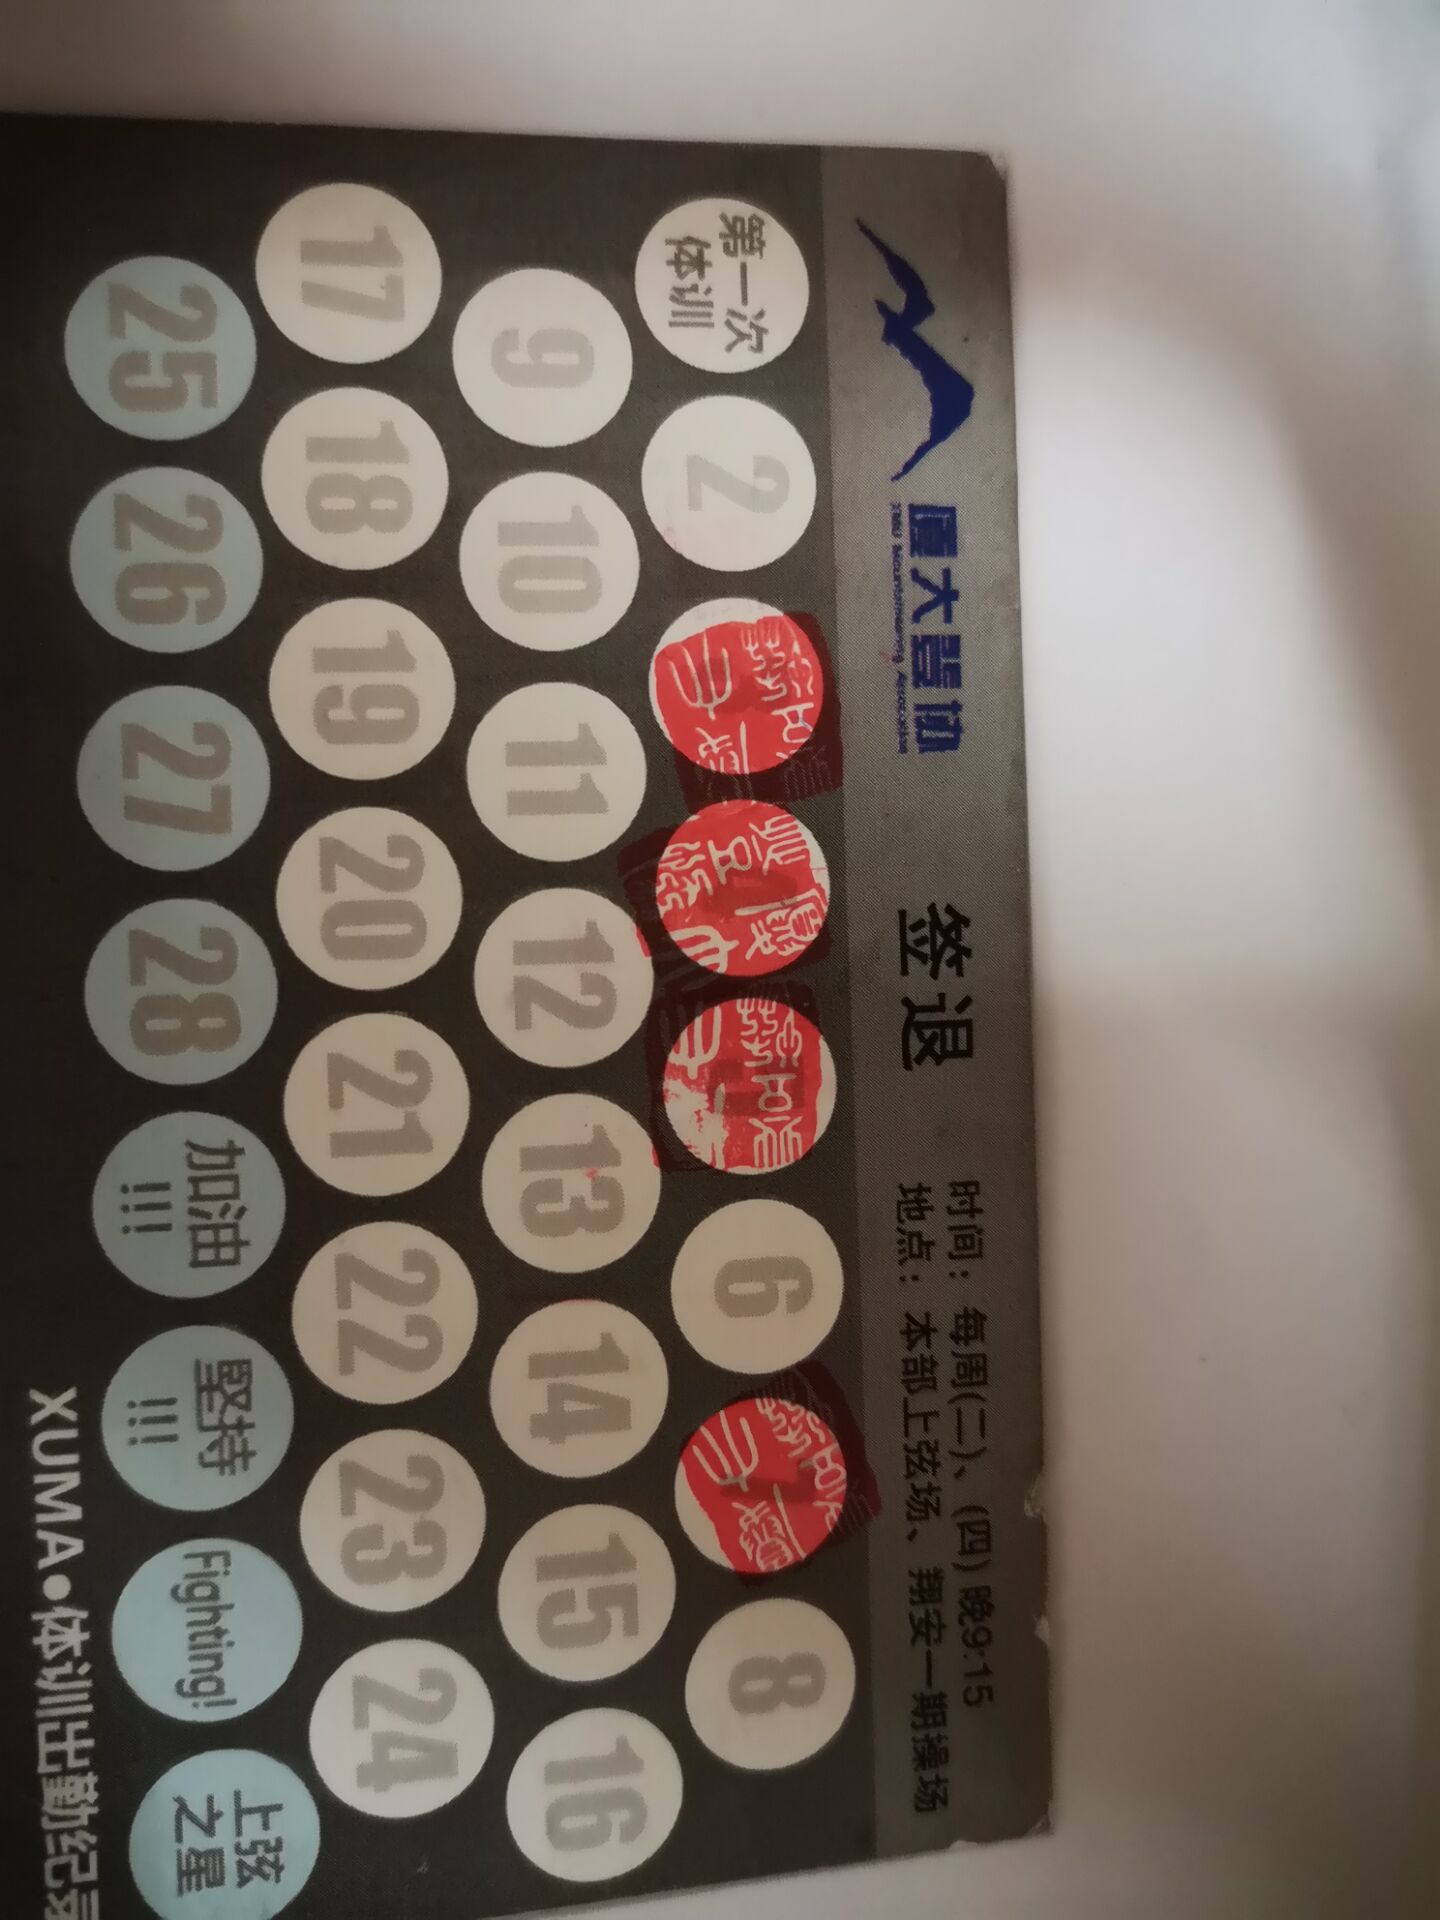 厦大登协
XMU Mountaineering Association
签退
时间：每周(二)、(四)晚9:15
地点：本部上弦场、翔安一期操场
第一次体训
2
6
8
9
10
11
12
13
14
15
16
17
18
19
20
21
22
23
24
25
26
27
28
加油!!!
坚持!!!
Fighting!
上弦之星
XUMA•体训出勤纪